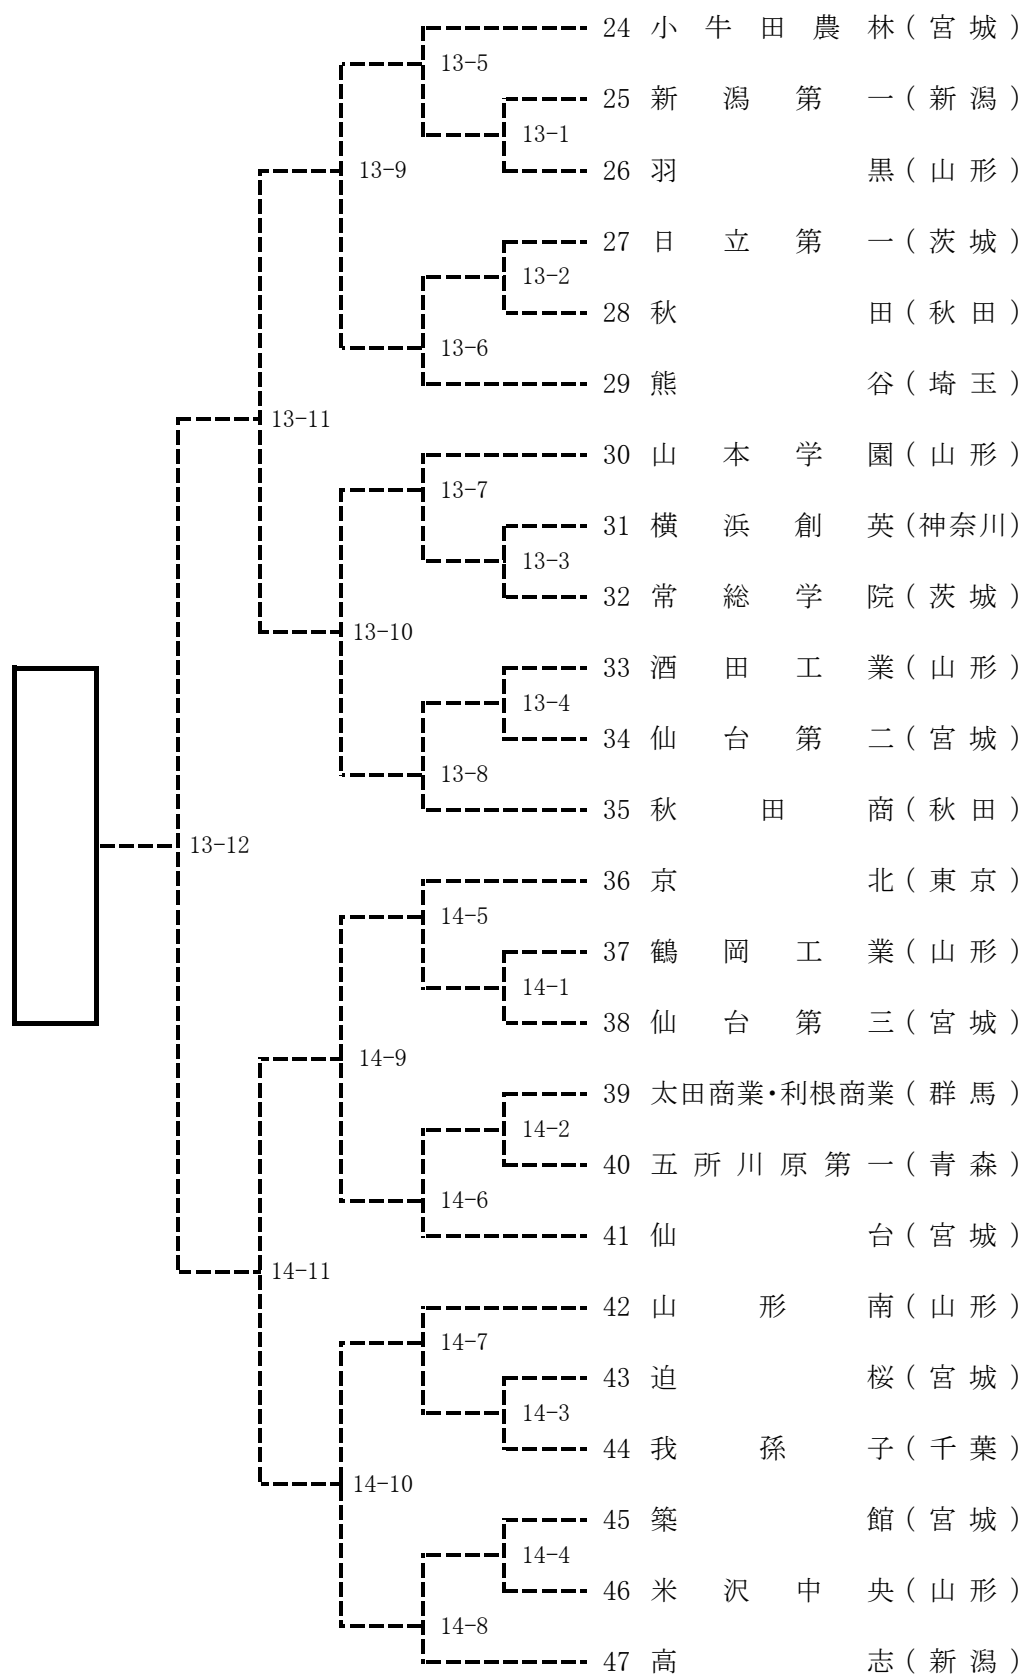 24 小牛田農林(宮城)
13-5
25 新潟第一(新潟)
13-1
13-9
26 羽黒(山形)
27 日立第一(茨城)
13-2
28 秋田(秋田)
13-6
29 熊谷(埼玉)
13-11
30 山本学園(山形)
13-7
31 横浜創英(神奈川)
13-3
32 常総学院(茨城)
13-10
33 酒田工業(山形)
13-4
34 仙台第二(宮城)
13-8
35 秋田商(秋田)
13-12
36 京北(東京)
14-5
37 鶴岡工業(山形)
14-1
38 仙台第三(宮城)
14-9
39 太田商業・利根商業(群馬)
14-2
40 五所川原第一(青森)
14-6
41 仙台(宮城)
14-11
42 山形南(山形)
14-7
43 迫桜(宮城)
14-3
44 我孫子(千葉)
14-10
45 築館(宮城)
14-4
46 米沢中央(山形)
14-8
47 高志(新潟)